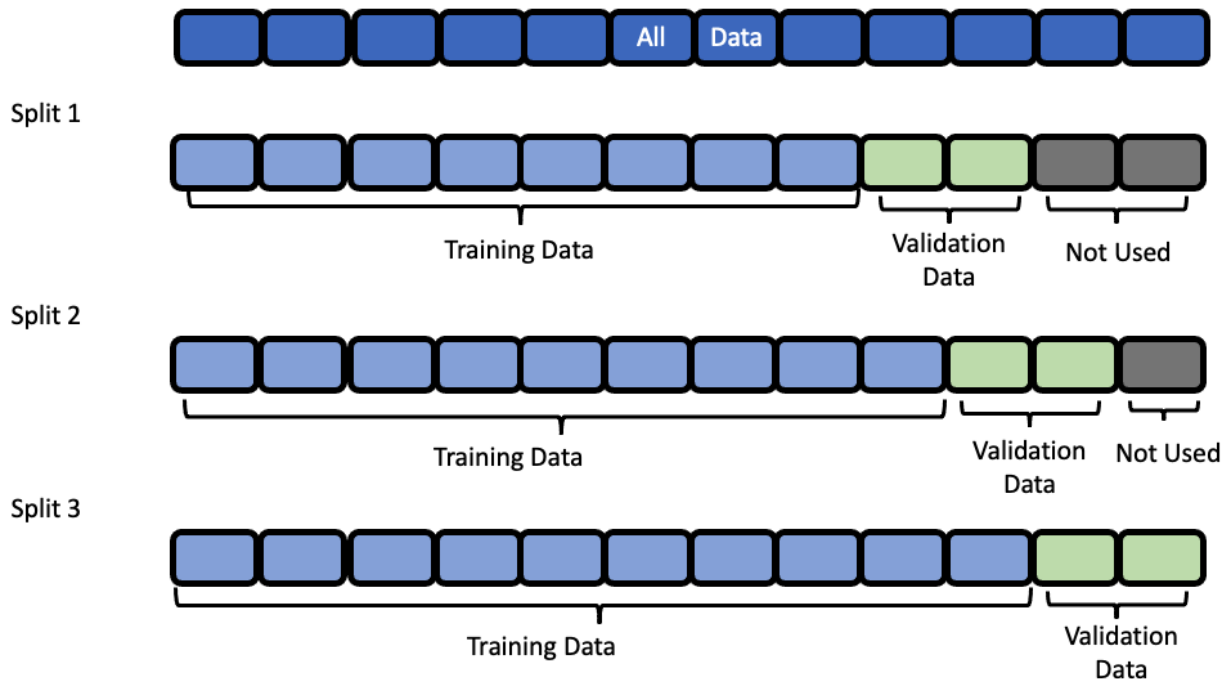 All Data
Split 1
Training Data
Validation
Data
Not Used
Split 2
Training Data
Validation
Data
Not Used
Split 3
Training Data
Validation
Data